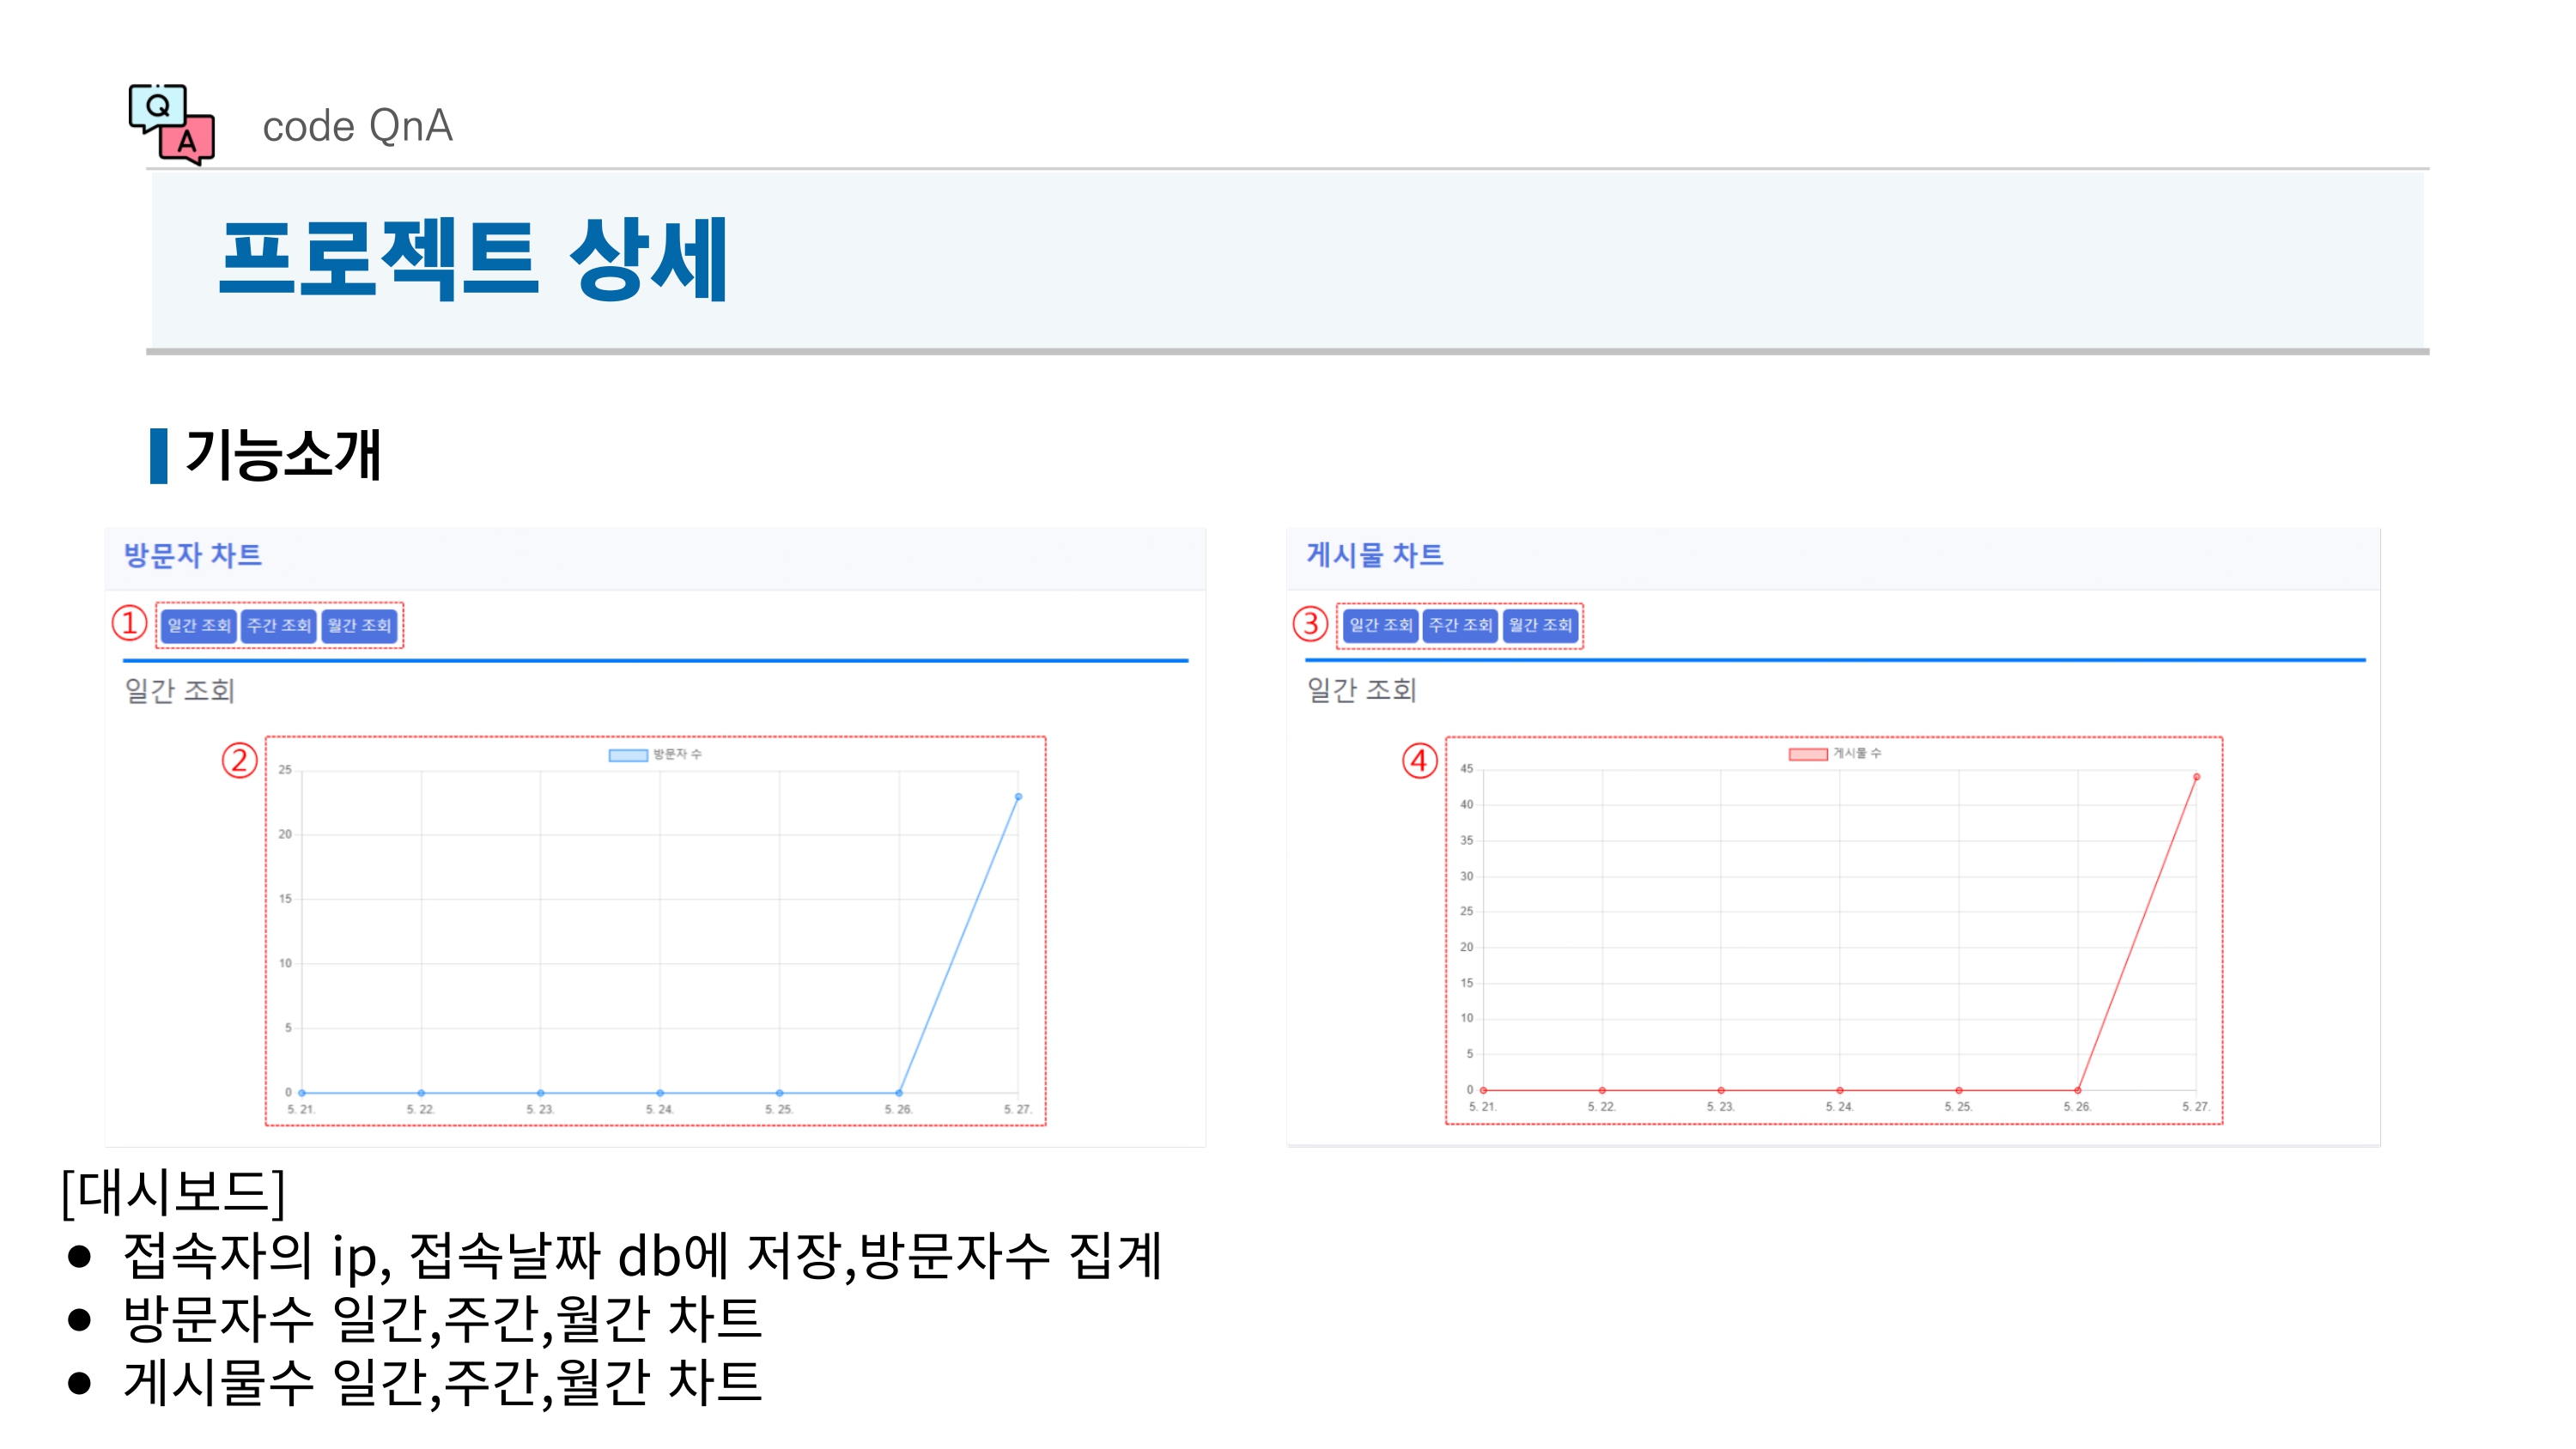 Q
A
code QnA
프로젝트 상세
기능소개
방문자 차트
① 일간 조회 주간 조회 월간 조회
일간 조회
②
방문자 수
25
20
15
10
5
0
5. 21. 5. 22. 5. 23. 5. 24. 5. 25. 5. 26. 5. 27.
게시물 차트
③ 일간 조회 주간 조회 월간 조회
일간 조회
④
게시물 수
45
40
35
30
25
20
15
10
5
0
5. 21. 5. 22. 5. 23. 5. 24. 5. 25. 5. 26. 5. 27.
[대시보드]
● 접속자의 ip, 접속날짜 db에 저장,방문자수 집계
● 방문자수 일간,주간,월간 차트
● 게시물수 일간,주간,월간 차트